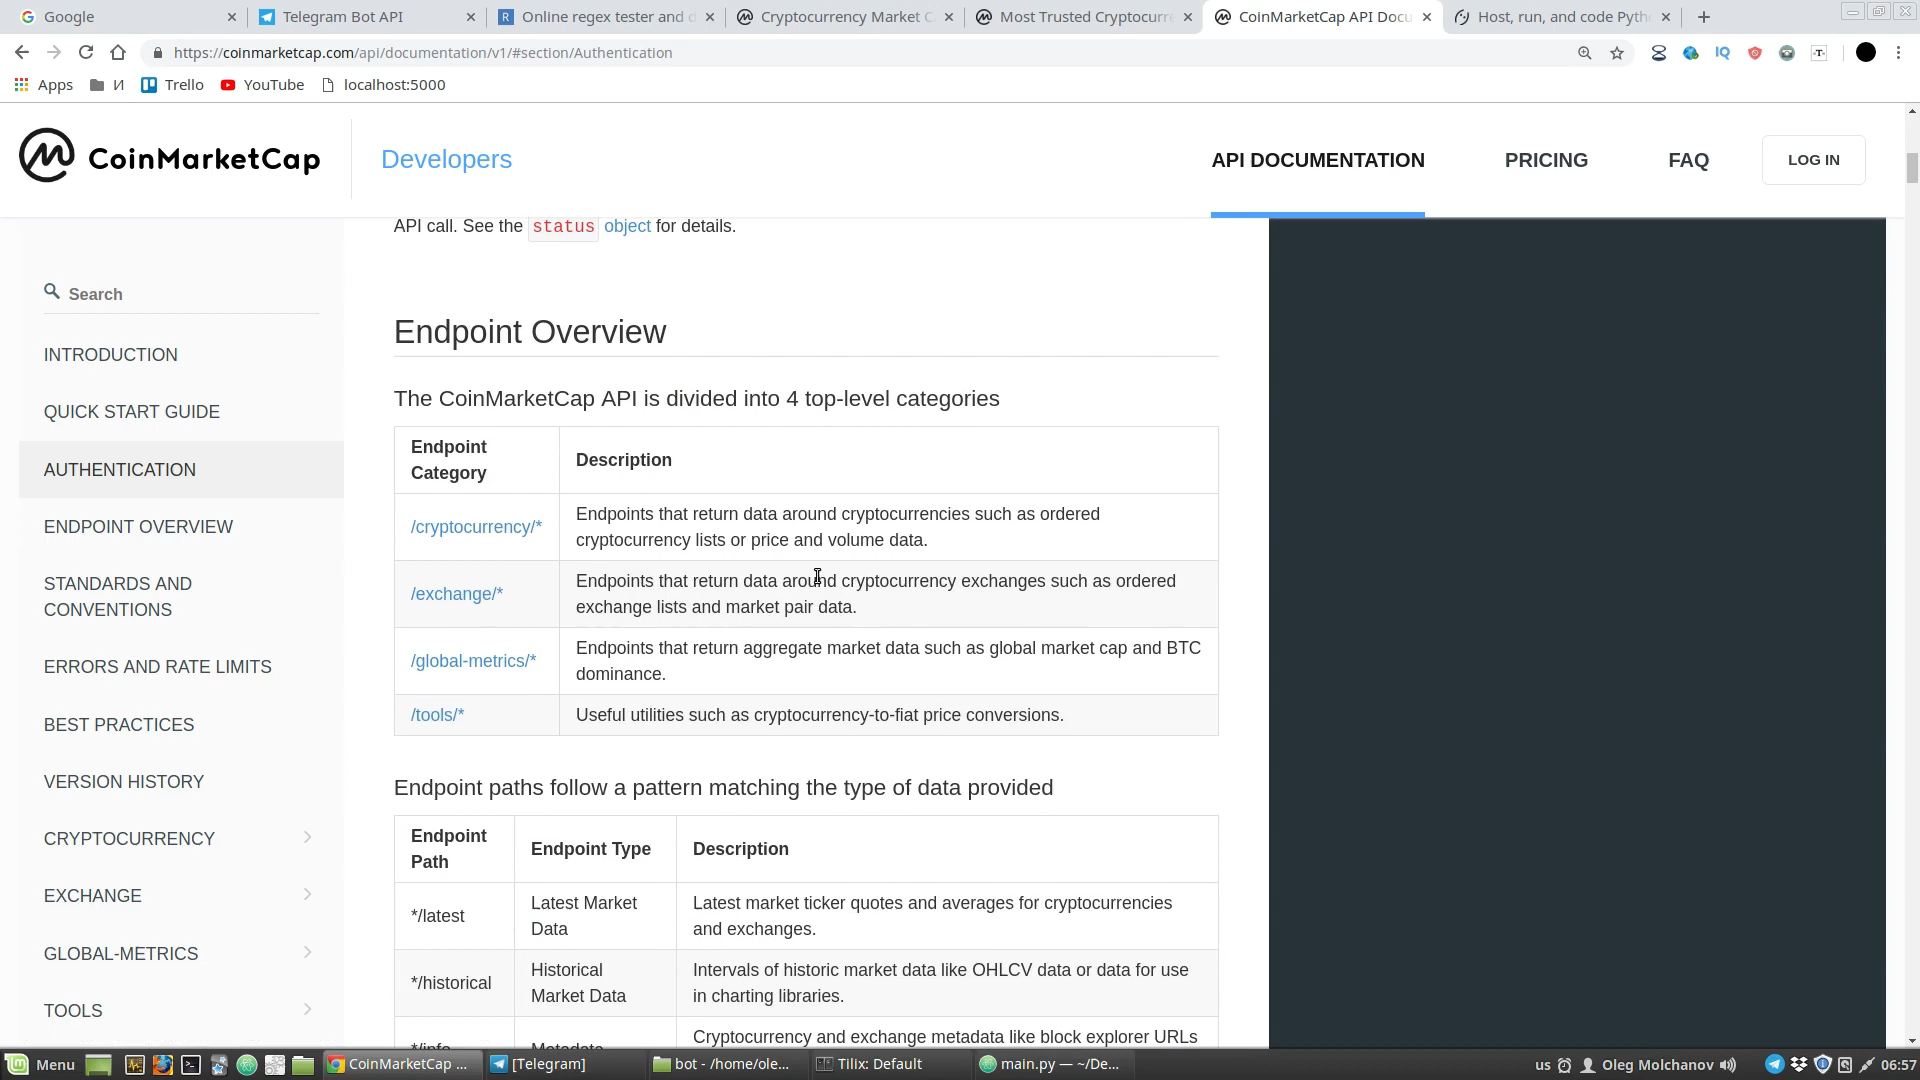 Google
Telegram Bot API
Online regex tester and d
Cryptocurrency Market C
Most Trusted Cryptocurre
CoinMarketCap API Docu
Host, run, and code Pyth
https://coinmarketcap.com/api/documentation/v1/#section/Authentication
Apps
И
Trello
YouTube
localhost:5000
CoinMarketCap
Developers
API DOCUMENTATION
PRICING
FAQ
LOG IN
Search
INTRODUCTION
QUICK START GUIDE
AUTHENTICATION
ENDPOINT OVERVIEW
STANDARDS AND
CONVENTIONS
ERRORS AND RATE LIMITS
BEST PRACTICES
VERSION HISTORY
CRYPTOCURRENCY
EXCHANGE
GLOBAL-METRICS
TOOLS
API call. See the status object for details.
Endpoint Overview
The CoinMarketCap API is divided into 4 top-level categories
Endpoint
Category
Description
/cryptocurrency/*
Endpoints that return data around cryptocurrencies such as ordered
cryptocurrency lists or price and volume data.
/exchange/*
Endpoints that return data around cryptocurrency exchanges such as ordered
exchange lists and market pair data.
/global-metrics/*
Endpoints that return aggregate market data such as global market cap and BTC
dominance.
/tools/*
Useful utilities such as cryptocurrency-to-fiat price conversions.
Endpoint paths follow a pattern matching the type of data provided
Endpoint
Path
Endpoint Type
Description
*/latest
Latest Market
Data
Latest market ticker quotes and averages for cryptocurrencies
and exchanges.
*/historical
Historical
Market Data
Intervals of historic market data like OHLCV data or data for use
in charting libraries.
*/info
Metadata
Cryptocurrency and exchange metadata like block explorer URLs
Menu
CoinMarketCap ...
[Telegram]
bot - /home/ole...
Tilix: Default
main.py — ~/De...
us
Oleg Molchanov
06:57